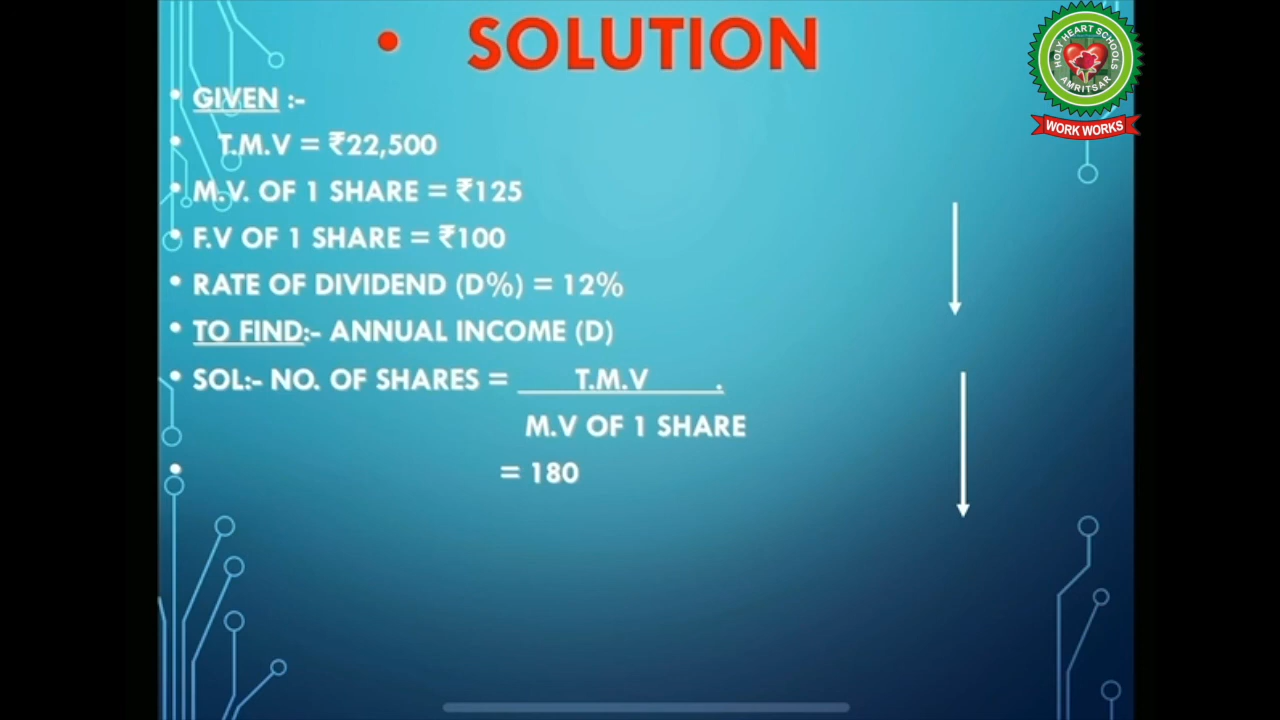 • SOLUTION
• GIVEN :-
• T.M.V = ₹22,500
• M.V. OF 1 SHARE = ₹125
• F.V OF 1 SHARE = ₹100
• RATE OF DIVIDEND (D%) = 12%
• TO FIND:- ANNUAL INCOME (D)
• SOL:- NO. OF SHARES = T.M.V .
M.V OF 1 SHARE
• = 180
HOLY HEART SCHOOLS
AMRITSAR
WORK WORKS